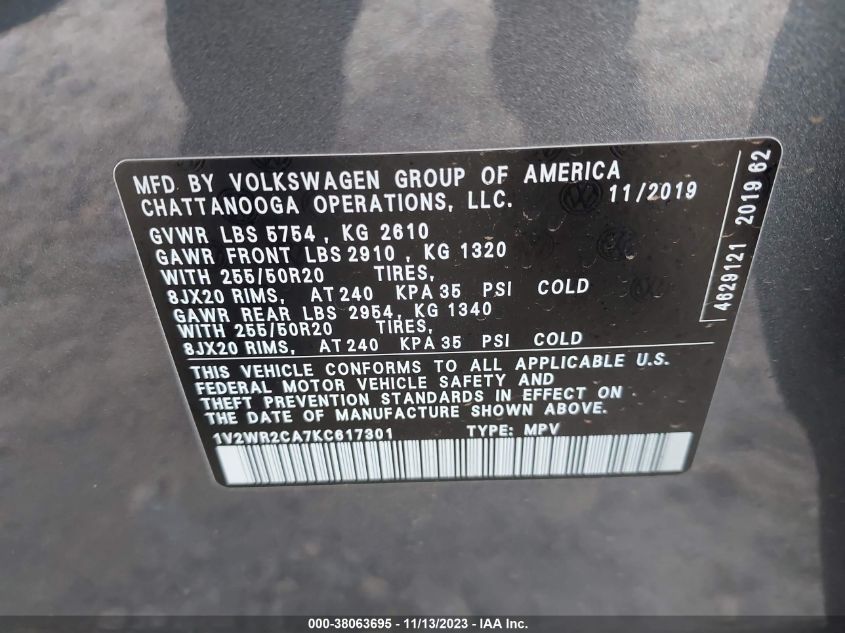 MFD BY VOLKSWAGEN GROUP OF AMERICA
CHATTANOOGA OPERATIONS, LLC. 11/2019
GVWR LBS 5754 , KG 2610
GAWR FRONT LBS 2910 , KG 1320
WITH 255/50R20 TIRES,
8JX20 RIMS, AT 240 KPA 35 PSI COLD
GAWR REAR LBS 2954, KG 1340
WITH 255/50R20 TIRES,
8JX20 RIMS, AT 240 KPA 35 PSI COLD
THIS VEHICLE CONFORMS TO ALL APPLICABLE U.S.
FEDERAL MOTOR VEHICLE SAFETY AND
THEFT PREVENTION STANDARDS IN EFFECT ON
THE DATE OF MANUFACTURE SHOWN ABOVE.
1V2WR2CA7KC617301 TYPE: MPV
4629121 2019 62
000-38063695 - 11/13/2023 - IAA Inc.